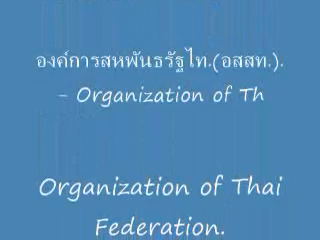 องค์การสหพันธรัฐไท.(อสสท.).
- Organization of Th
Organization of Thai
Federation.